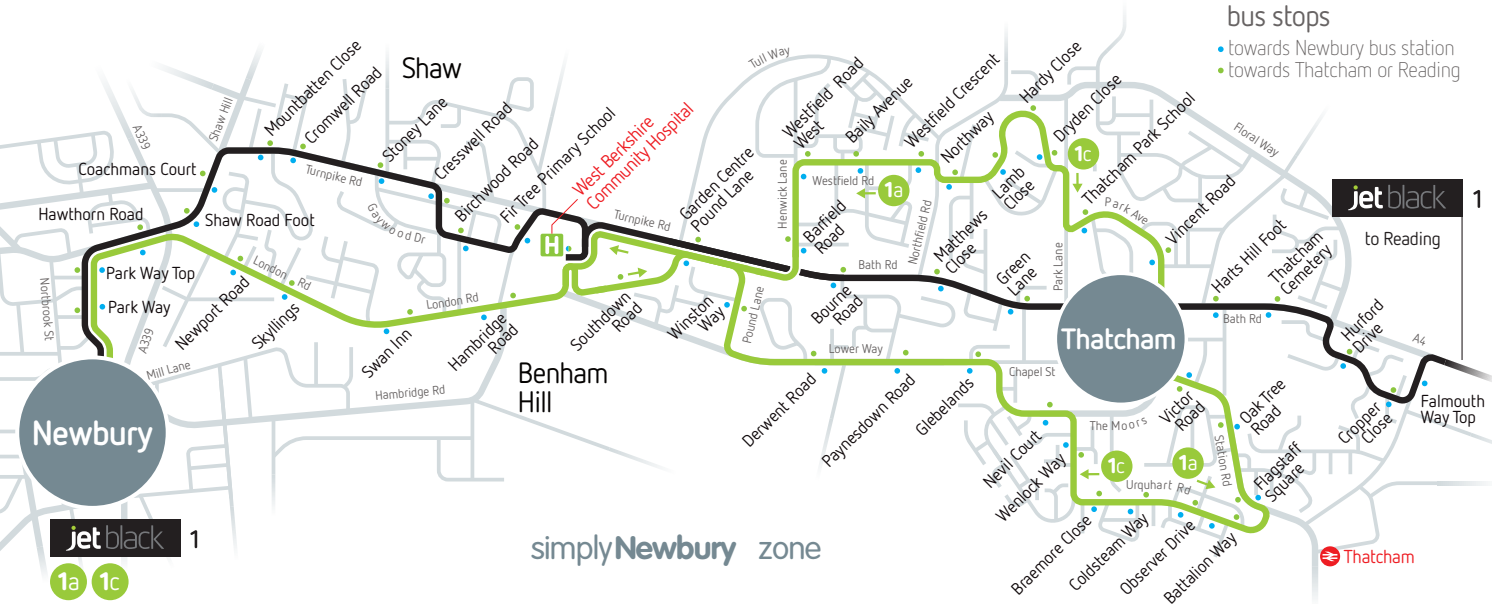 bus stops
towards Newbury bus station
towards Thatcham or Reading
Shaw
Tull Way
Floral Way
A339
Shaw Hill
Mountbatten Close
Cromwell Road
Stoney Lane
Cresswell Road
Birchwood Road
Fir Tree Primary School
West Berkshire
Community Hospital
H
Coachmans Court
Turnpike Rd
Gaywood Dr
Hawthorn Road
Shaw Road Foot
Turnpike Rd
Garden Centre
Pound Lane
Westfield Road
West
Baily Avenue
Westfield Crescent
Northway
Hardy Close
Dryden Close
1c
Thatcham Park School
Lamb
Close
Westfield Rd
1a
Henwick Lane
Barfield
Road
Northfield Rd
Matthews
Close
Park Ave
Vincent Road
jet black 1
to Reading
Park Way Top
Park Way
Northbrook St
A339
London Rd
Newport Road
Skyllings
London Rd
Swan Inn
Hambridge
Road
Southdown
Road
Winston
Way
Pound Lane
Bourne
Road
Bath Rd
Green
Lane
Park Lane
Thatcham
Harts Hill Foot
Thatcham
Cemetery
Bath Rd
Hurford
Drive
A4
Cropper
Close
Falmouth
Way Top
Mill Lane
Hambridge Rd
Benham
Hill
Lower Way
Derwent Road
Paynesdown Road
Glebelands
Chapel St
The Moors
Victor
Road
Oak Tree
Road
Station Rd
Flagstaff
Square
Nevil Court
Wenlock Way
1c
1a
Urquhart Rd
Braemore Close
Coldsteam Way
Observer Drive
Battalion Way
Thatcham
Newbury
jet black 1
1a 1c
simply Newbury zone